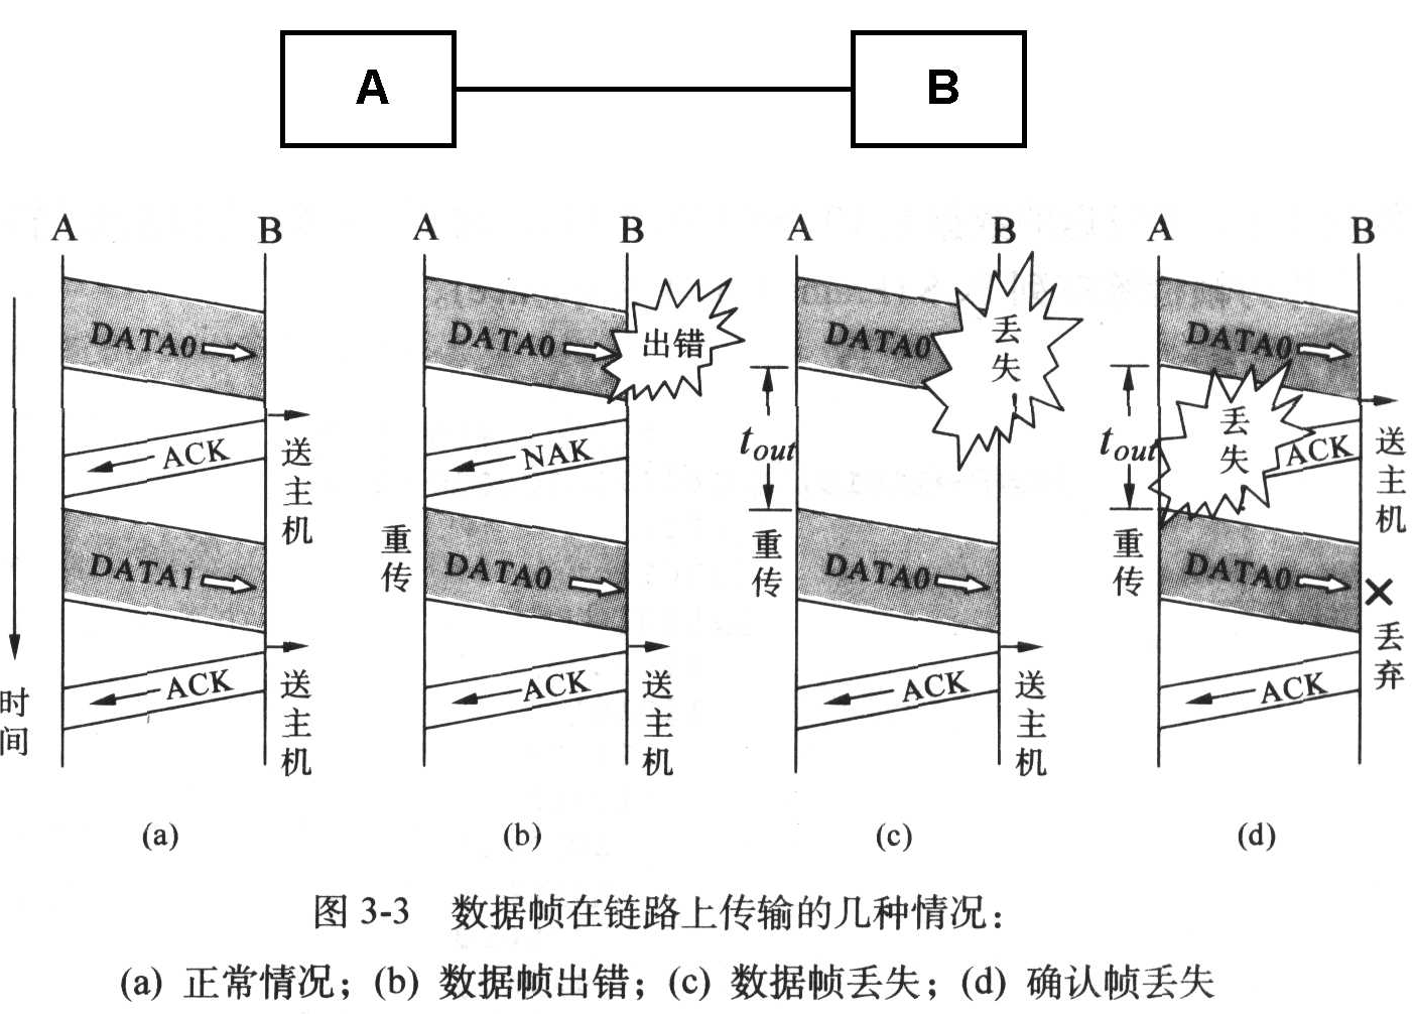 A B
A B A B A B A B
DATA0 DATA0 出错 DATA0 丢失 DATA0 丢失
ACK 送主机 NAK tout tout ACK 送主机
重传 重传 重传
DATA1 DATA0 DATA0 DATA0 × 丢弃
ACK 送主机 ACK 送主机 ACK 送主机 ACK
时间
(a) (b) (c) (d)
图 3-3 数据帧在链路上传输的几种情况：
(a) 正常情况；(b) 数据帧出错；(c) 数据帧丢失；(d) 确认帧丢失